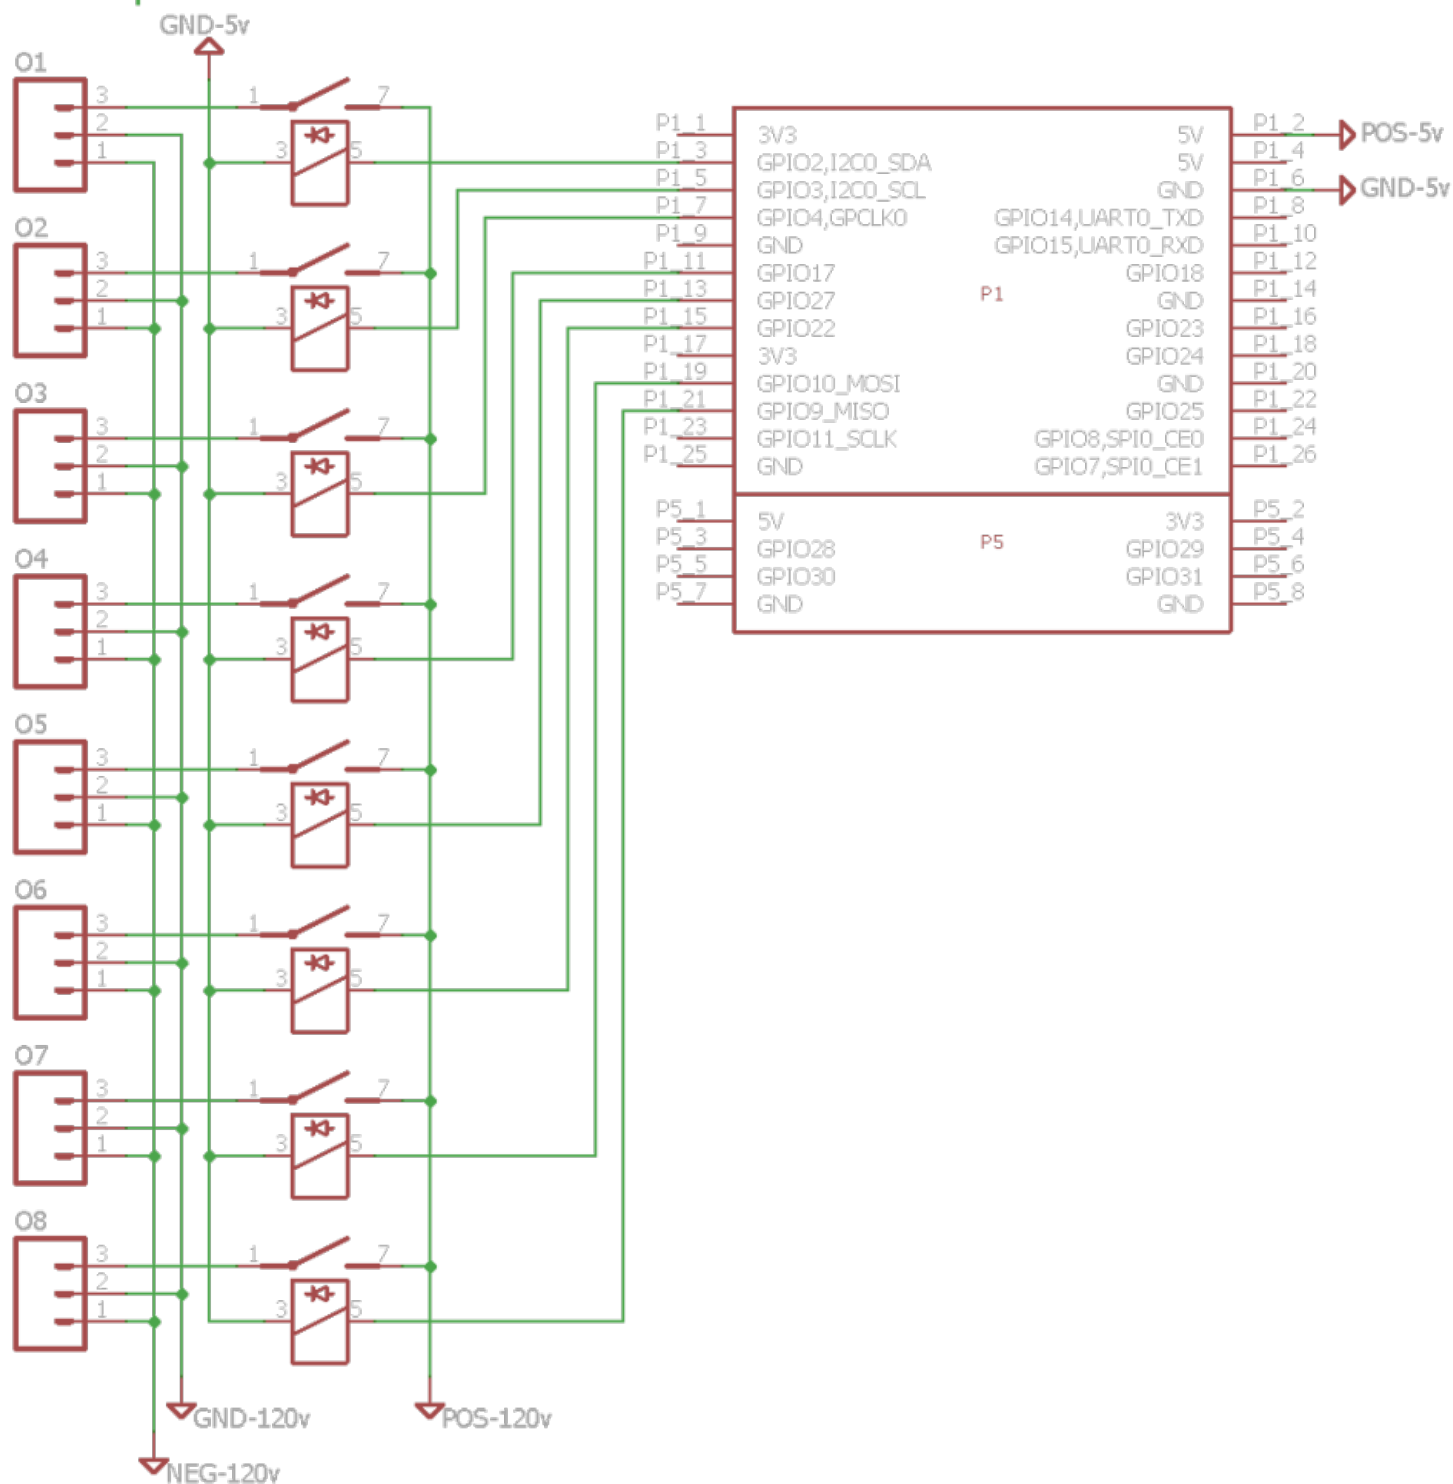 GND-5v
O1
3
2
1
1
7
3
5
O2
3
2
1
1
7
3
5
O3
3
2
1
1
7
3
5
O4
3
2
1
1
7
3
5
O5
3
2
1
1
7
3
5
O6
3
2
1
1
7
3
5
O7
3
2
1
1
7
3
5
O8
3
2
1
1
7
3
5
GND-120v
POS-120v
NEG-120v
P1_1 3V3 5V P1_2 POS-5v
P1_3 GPIO2,I2C0_SDA 5V P1_4
P1_5 GPIO3,I2C0_SCL GND P1_6 GND-5v
P1_7 GPIO4,GPCLK0 GPIO14,UART0_TXD P1_8
P1_9 GND GPIO15,UART0_RXD P1_10
P1_11 GPIO17 GPIO18 P1_12
P1
P1_13 GPIO27 GND P1_14
P1_15 GPIO22 GPIO23 P1_16
P1_17 3V3 GPIO24 P1_18
P1_19 GPIO10_MOSI GND P1_20
P1_21 GPIO9_MISO GPIO25 P1_22
P1_23 GPIO11_SCLK GPIO8,SPI0_CE0 P1_24
P1_25 GND GPIO7,SPI0_CE1 P1_26
P5_1 5V 3V3 P5_2
P5
P5_3 GPIO28 GPIO29 P5_4
P5_5 GPIO30 GPIO31 P5_6
P5_7 GND GND P5_8